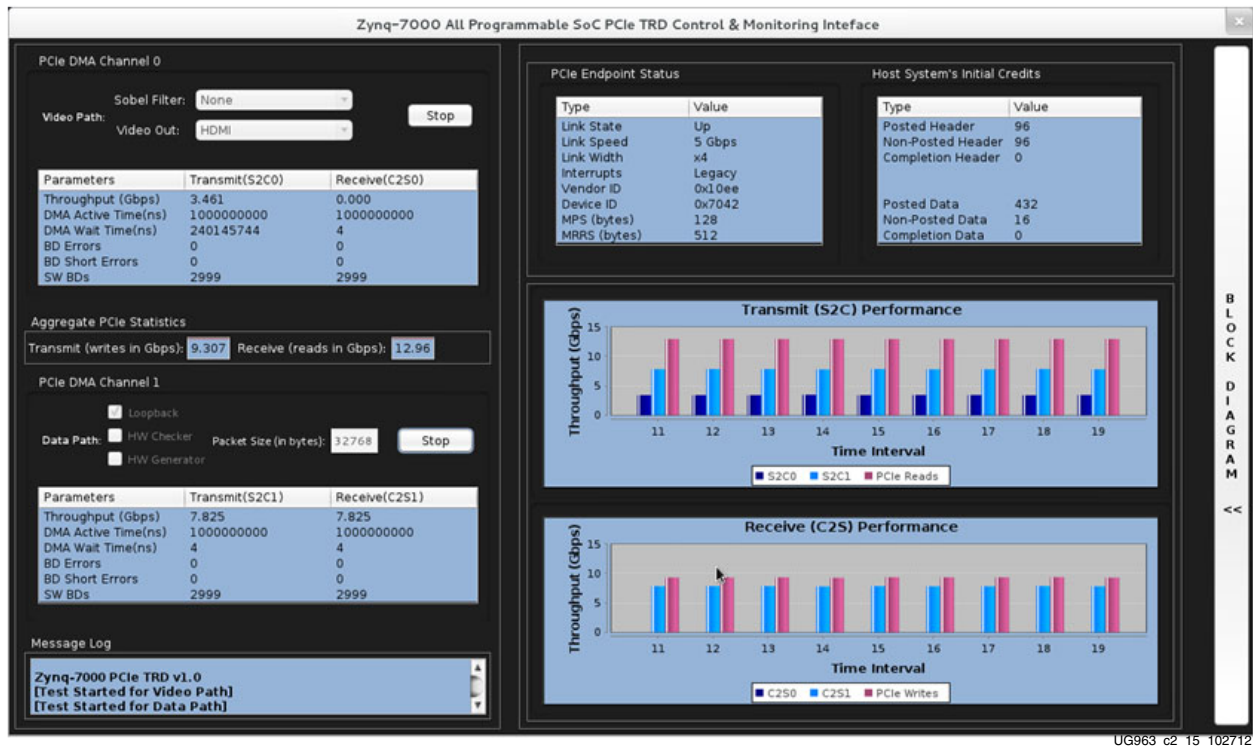 Zynq-7000 All Programmable SoC PCIe TRD Control & Monitoring Inteface
PCIe DMA Channel 0
Sobel Filter: None
Video Path:
Stop
Video Out: HDMI
Parameters Transmit(S2C0) Receive(C2S0)
Throughput (Gbps) 3.461 0.000
DMA Active Time(ns) 1000000000 1000000000
DMA Wait Time(ns) 240145744 4
BD Errors 0 0
BD Short Errors 0 0
SW BDs 2999 2999
Aggregate PCIe Statistics
Transmit (writes in Gbps): 9.307 Receive (reads in Gbps): 12.96
PCIe DMA Channel 1
Loopback
Data Path: HW Checker Packet Size (in bytes): 32768 Stop
HW Generator
Parameters Transmit(S2C1) Receive(C2S1)
Throughput (Gbps) 7.825 7.825
DMA Active Time(ns) 1000000000 1000000000
DMA Wait Time(ns) 4 4
BD Errors 0 0
BD Short Errors 0 0
SW BDs 2999 2999
Message Log
Zynq-7000 PCIe TRD v1.0
[Test Started for Video Path]
[Test Started for Data Path]
PCIe Endpoint Status
Type Value
Link State Up
Link Speed 5 Gbps
Link Width x4
Interrupts Legacy
Vendor ID 0x10ee
Device ID 0x7042
MPS (bytes) 128
MRRS (bytes) 512
Host System's Initial Credits
Type Value
Posted Header 96
Non-Posted Header 96
Completion Header 0
Posted Data 432
Non-Posted Data 16
Completion Data 0
Transmit (S2C) Performance
Throughput (Gbps)
15
10
5
0
11 12 13 14 15 16 17 18 19
Time Interval
S2C0 S2C1 PCIe Reads
Receive (C2S) Performance
Throughput (Gbps)
15
10
5
0
11 12 13 14 15 16 17 18 19
Time Interval
C2S0 C2S1 PCIe Writes
BLOCK DIAGRAM <<
UG963_c2_15_102712